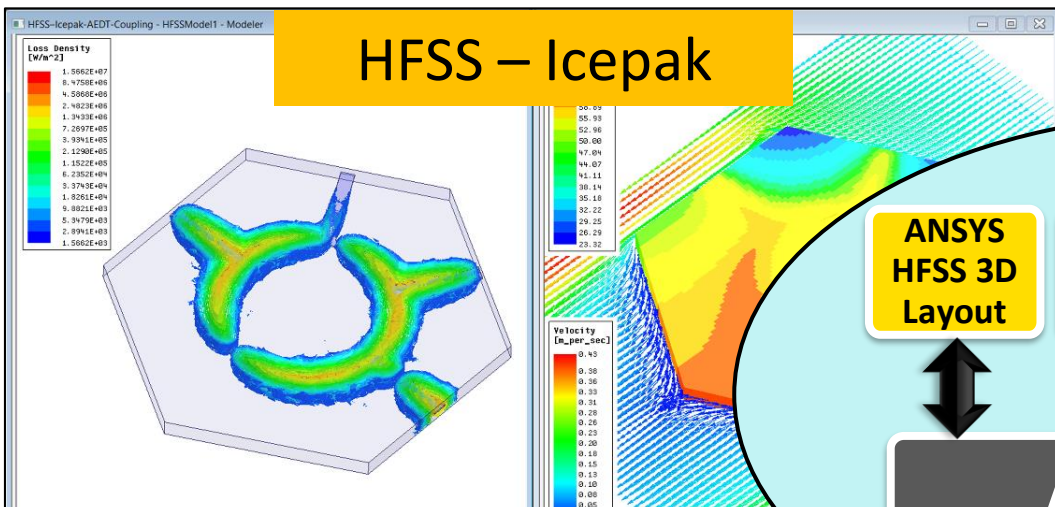 HFSS-Icepak-AEDT-Coupling - HFSSModel1 - Modeler
HFSS – Icepak
Loss Density
[W/m^2]
1.5662E+07
8.4758E+06
4.5868E+06
2.4823E+06
1.3433E+06
7.2697E+05
3.9341E+05
2.1290E+05
1.1522E+05
6.2352E+04
3.3743E+04
1.8261E+04
9.8821E+03
5.3479E+03
2.8941E+03
1.5662E+03
58.89
55.93
52.96
50.00
47.04
44.07
41.11
38.14
35.18
32.22
29.25
26.29
23.32
ANSYS
HFSS 3D
Layout
Velocity
[m_per_sec]
0.43
0.38
0.36
0.33
0.31
0.28
0.26
0.23
0.20
0.18
0.15
0.13
0.10
0.08
0.05